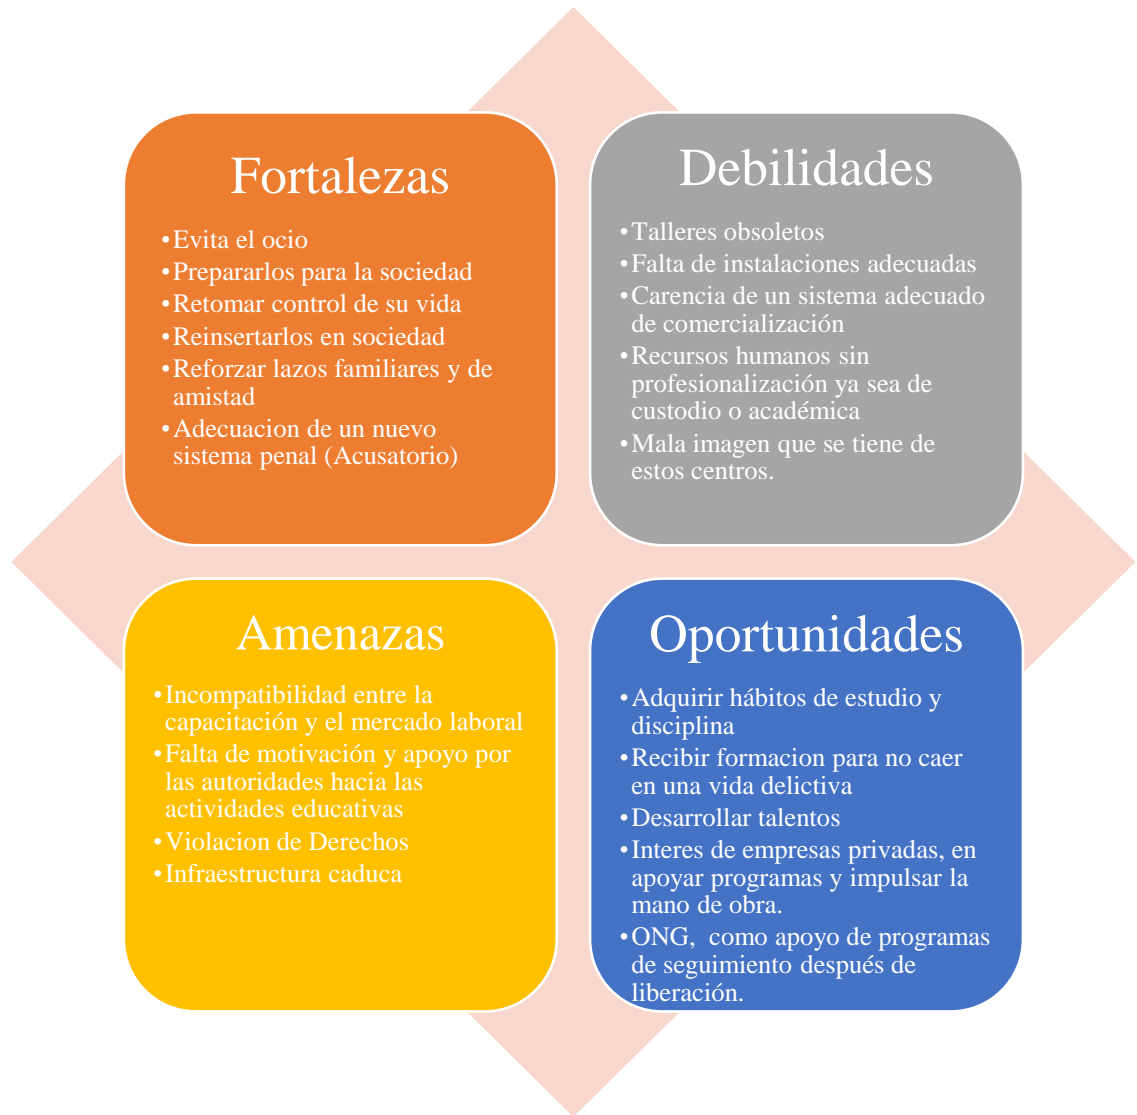 Fortalezas
•Evita el ocio
•Prepararlos para la sociedad
•Retomar control de su vida
•Reinsertarlos en sociedad
•Reforzar lazos familiares y de
amistad
•Adecuacion de un nuevo
sistema penal (Acusatorio)
Debilidades
•Talleres obsoletos
•Falta de instalaciones adecuadas
•Carencia de un sistema adecuado
de comercialización
•Recursos humanos sin
profesionalización ya sea de
custodio o académica
•Mala imagen que se tiene de
estos centros.
Amenazas
•Incompatibilidad entre la
capacitación y el mercado laboral
•Falta de motivación y apoyo por
las autoridades hacia las
actividades educativas
•Violacion de Derechos
•Infraestructura caduca
Oportunidades
•Adquirir hábitos de estudio y
disciplina
•Recibir formacion para no caer
en una vida delictiva
•Desarrollar talentos
•Interes de empresas privadas, en
apoyar programas y impulsar la
mano de obra.
•ONG,  como apoyo de programas
de seguimiento después de
liberación.